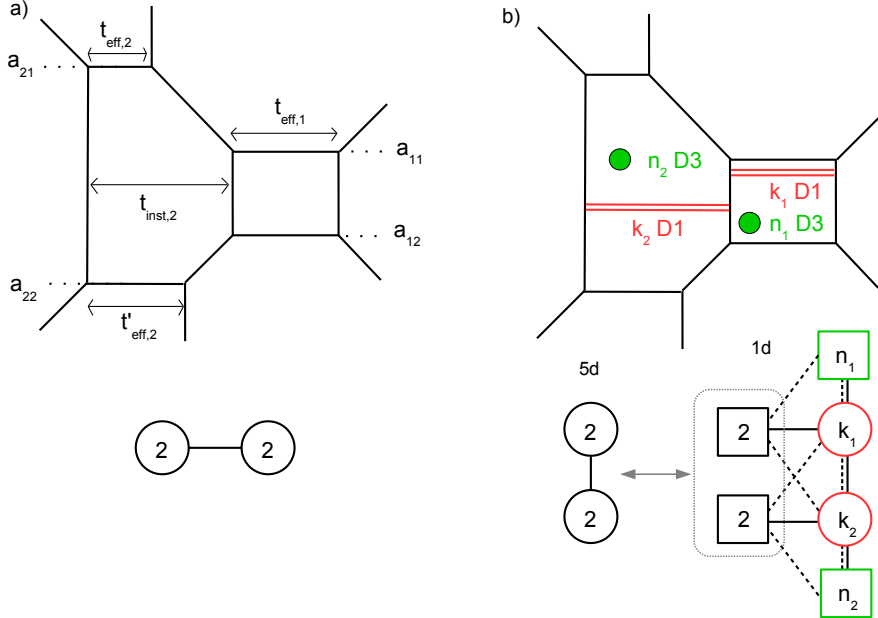 a)
t_eff,2
a_21
t_eff,1
a_11
t_inst,2
a_12
a_22
t'_eff,2
2 2
b)
n_2 D3
k_1 D1
k_2 D1
n_1 D3
5d
1d
n_1
2
2
k_1
2
2
k_2
n_2